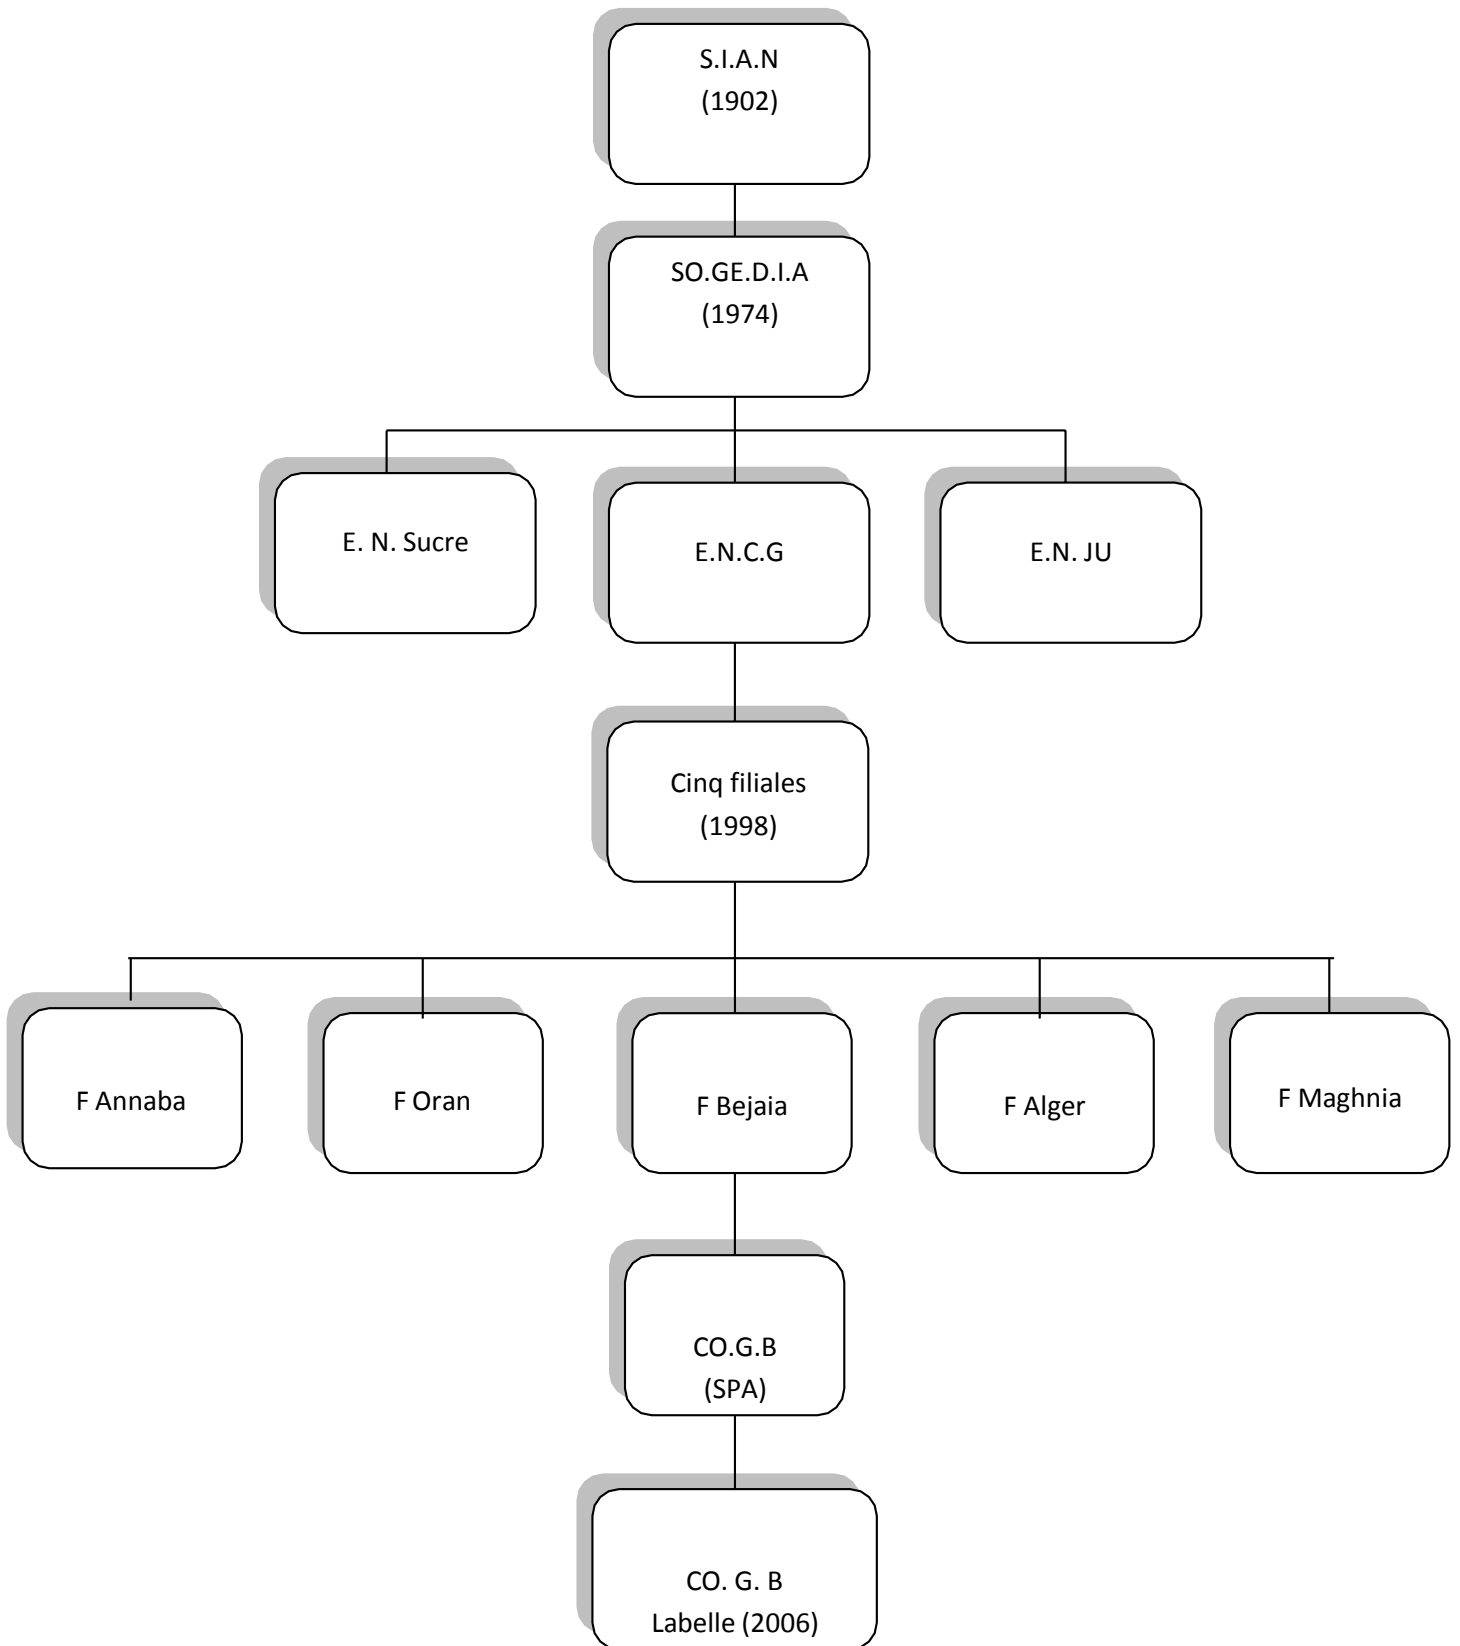 S.I.A.N
(1902)
SO.GE.D.I.A
(1974)
E. N. Sucre
E.N.C.G
E.N. JU
Cinq filiales
(1998)
F Annaba
F Oran
F Bejaia
F Alger
F Maghnia
CO.G.B
(SPA)
CO. G. B
Labelle (2006)